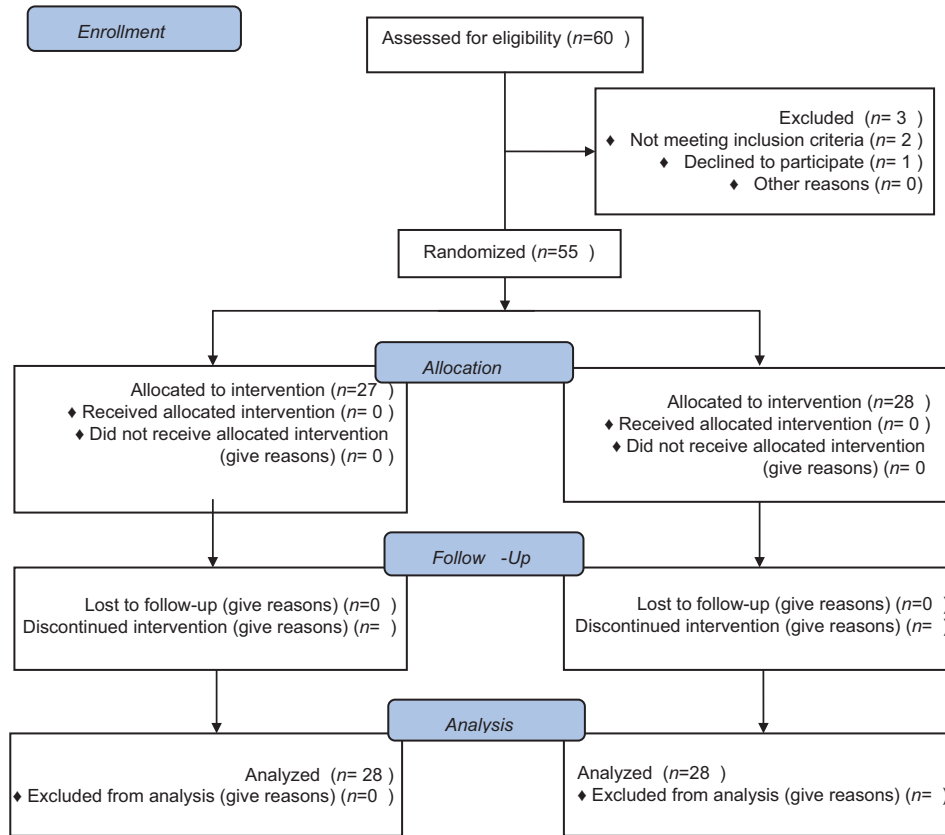 Enrollment
Assessed for eligibility (n=60 )
Excluded (n= 3 )
♦ Not meeting inclusion criteria (n= 2 )
♦ Declined to participate (n= 1 )
♦ Other reasons (n= 0)
Randomized (n=55 )
Allocation
Allocated to intervention (n=27 )
♦ Received allocated intervention (n= 0 )
♦ Did not receive allocated intervention
(give reasons) (n= 0 )
Allocated to intervention (n=28 )
♦ Received allocated intervention (n= 0 )
♦ Did not receive allocated intervention
(give reasons) (n= 0
Follow -Up
Lost to follow-up (give reasons) (n=0 )
Discontinued intervention (give reasons) (n= )
Lost to follow-up (give reasons) (n=0 )
Discontinued intervention (give reasons) (n= )
Analysis
Analyzed (n= 28 )
♦ Excluded from analysis (give reasons) (n=0 )
Analyzed (n=28 )
♦ Excluded from analysis (give reasons) (n= )